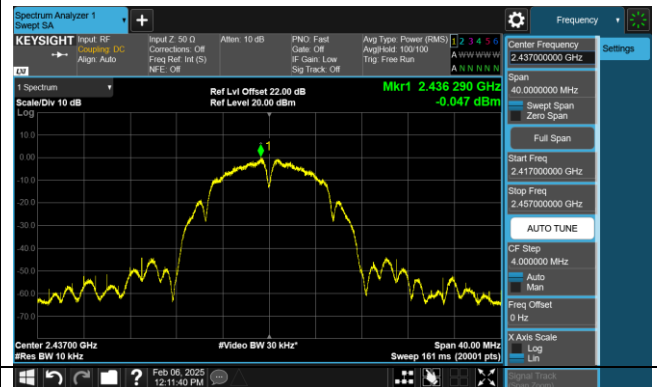 Spectrum Analyzer 1
Swept SA
+
Frequency
KEYSIGHT
Input: RF
Coupling: DC
Align: Auto
Input Z: 50 Ω
Corrections: Off
Freq Ref: Int (S)
NFE: Off
Atten: 10 dB
PNO: Fast
Gate: Off
IF Gain: Low
Sig Track: Off
Avg Type: Power (RMS)
Avg|Hold: 100/100
Trig: Free Run
1 2 3 4 5 6
A W W W W W
A N N N N N
LXI
1 Spectrum
Scale/Div 10 dB
Log
Ref Lvl Offset 22.00 dB
Ref Level 20.00 dBm
Mkr1 2.436 290 GHz
-0.047 dBm
10.0
0.00
-10.0
-20.0
-30.0
-40.0
-50.0
-60.0
-70.0
1
Center 2.43700 GHz
#Res BW 10 kHz
#Video BW 30 kHz*
Span 40.00 MHz
Sweep 161 ms (20001 pts)
Center Frequency
2.437000000 GHz
Settings
Span
40.0000000 MHz
Swept Span
Zero Span
Full Span
Start Freq
2.417000000 GHz
Stop Freq
2.457000000 GHz
AUTO TUNE
CF Step
4.000000 MHz
Auto
Man
Freq Offset
0 Hz
X Axis Scale
Log
Lin
Signal Track
(Span Zoom)
?
Feb 06, 2025
12:11:40 PM